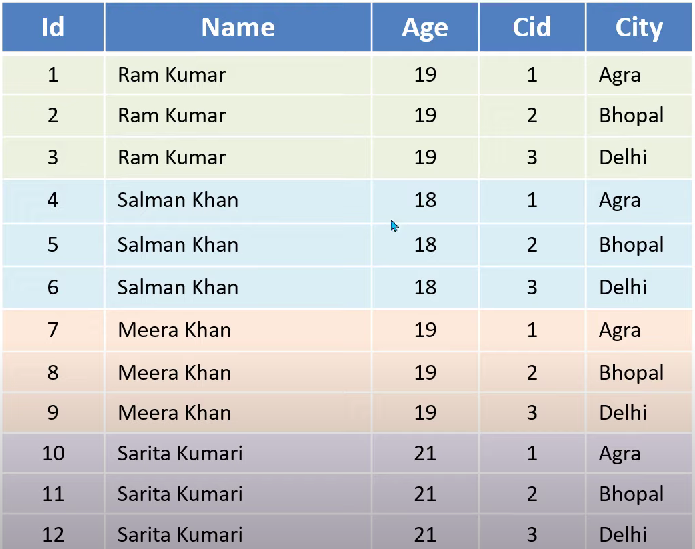 Id Name Age Cid City
1 Ram Kumar 19 1 Agra
2 Ram Kumar 19 2 Bhopal
3 Ram Kumar 19 3 Delhi
4 Salman Khan 18 1 Agra
5 Salman Khan 18 2 Bhopal
6 Salman Khan 18 3 Delhi
7 Meera Khan 19 1 Agra
8 Meera Khan 19 2 Bhopal
9 Meera Khan 19 3 Delhi
10 Sarita Kumari 21 1 Agra
11 Sarita Kumari 21 2 Bhopal
12 Sarita Kumari 21 3 Delhi